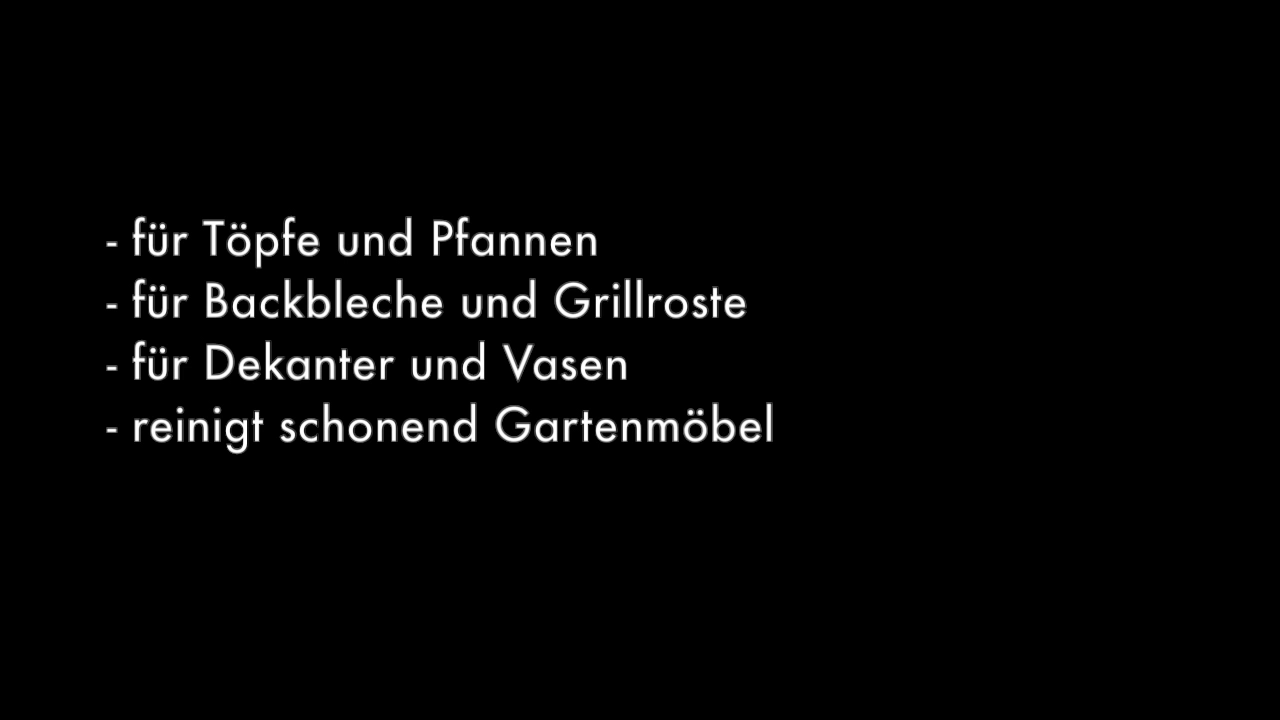 - für Töpfe und Pfannen
- für Backbleche und Grillroste
- für Dekanter und Vasen
- reinigt schonend Gartenmöbel